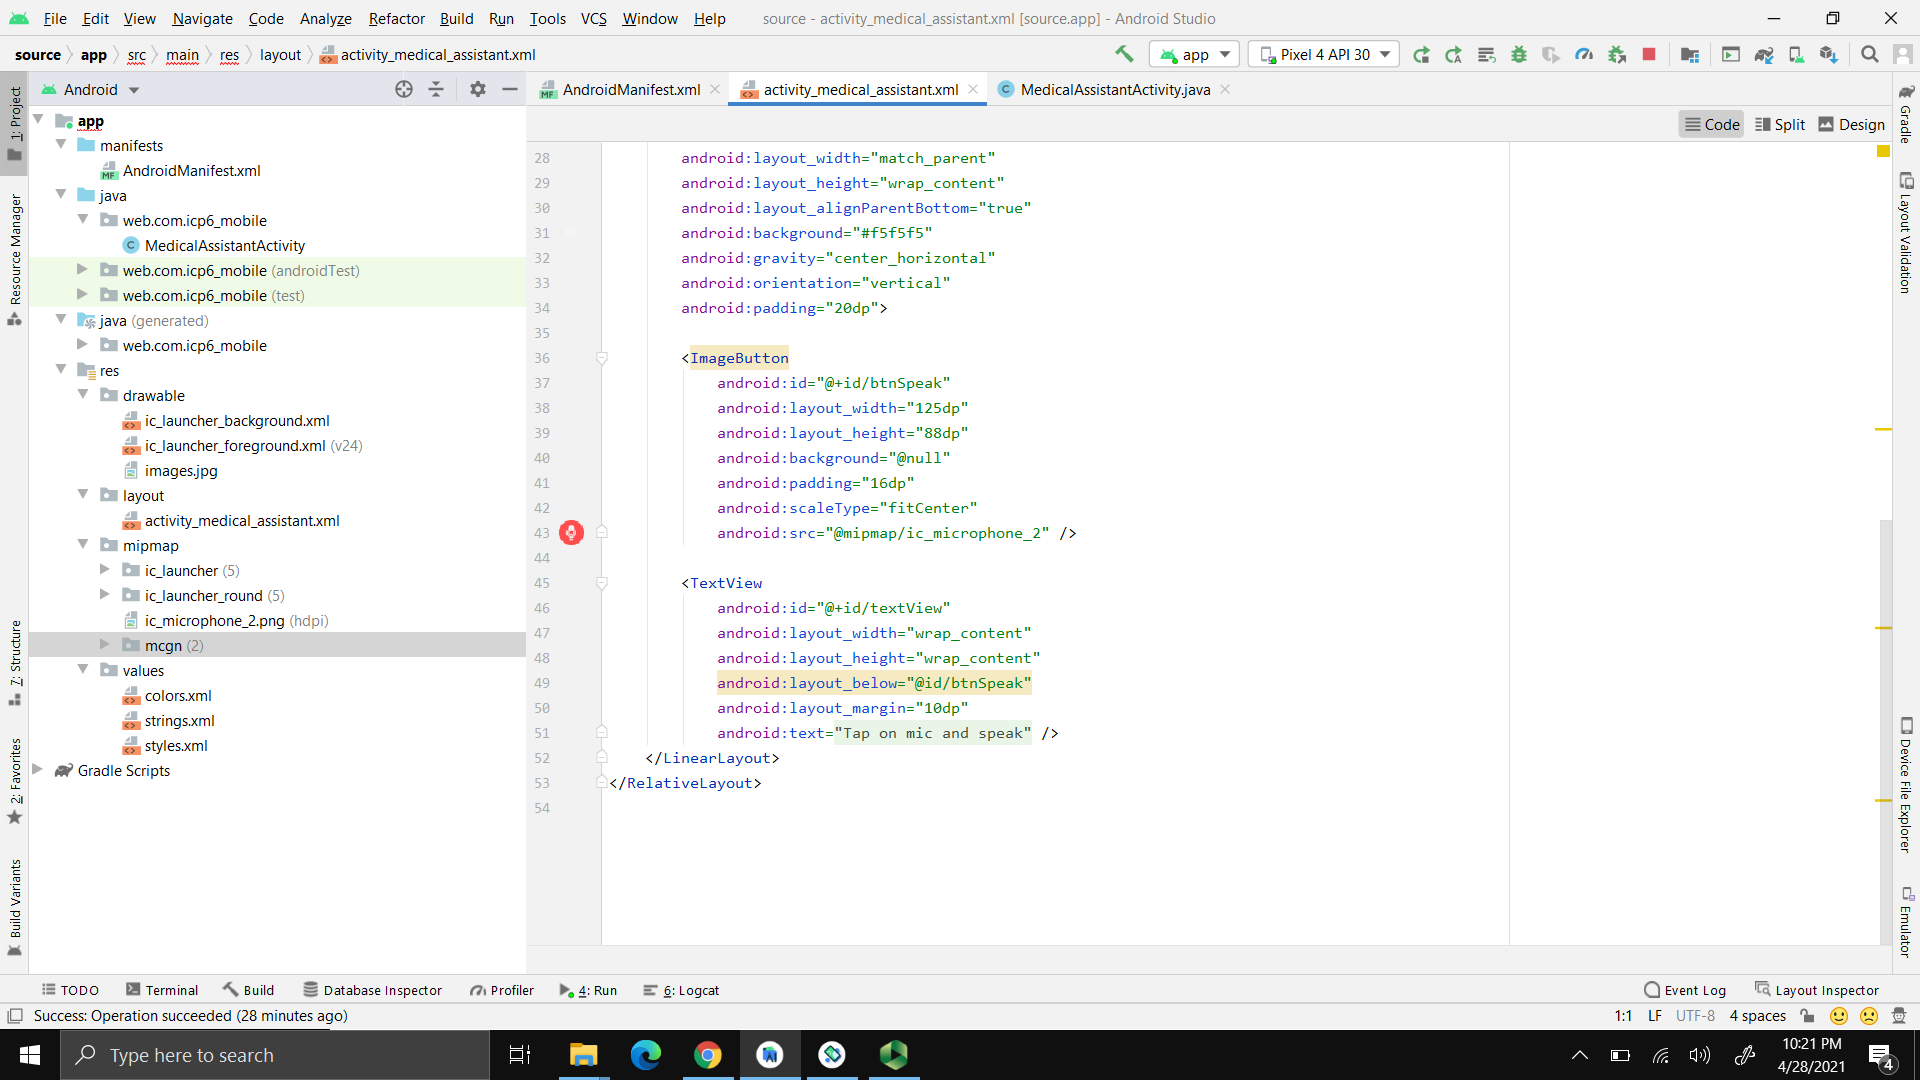 File Edit View Navigate Code Analyze Refactor Build Run Tools VCS Window Help source - activity_medical_assistant.xml [source.app] - Android Studio
source app src main res layout activity_medical_assistant.xml app Pixel 4 API 30
Android AndroidManifest.xml activity_medical_assistant.xml MedicalAssistantActivity.java
Code Split Design
1: Project
Resource Manager
7: Structure
2: Favorites
Build Variants
app
manifests
AndroidManifest.xml
java
web.com.icp6_mobile
MedicalAssistantActivity
web.com.icp6_mobile (androidTest)
web.com.icp6_mobile (test)
java (generated)
web.com.icp6_mobile
res
drawable
ic_launcher_background.xml
ic_launcher_foreground.xml (v24)
images.jpg
layout
activity_medical_assistant.xml
mipmap
ic_launcher (5)
ic_launcher_round (5)
ic_microphone_2.png (hdpi)
mcgn (2)
values
colors.xml
strings.xml
styles.xml
Gradle Scripts
28 android:layout_width="match_parent"
29 android:layout_height="wrap_content"
30 android:layout_alignParentBottom="true"
31 android:background="#f5f5f5"
32 android:gravity="center_horizontal"
33 android:orientation="vertical"
34 android:padding="20dp">
35
36 <ImageButton
37 android:id="@+id/btnSpeak"
38 android:layout_width="125dp"
39 android:layout_height="88dp"
40 android:background="@null"
41 android:padding="16dp"
42 android:scaleType="fitCenter"
43 android:src="@mipmap/ic_microphone_2" />
44
45 <TextView
46 android:id="@+id/textView"
47 android:layout_width="wrap_content"
48 android:layout_height="wrap_content"
49 android:layout_below="@id/btnSpeak"
50 android:layout_margin="10dp"
51 android:text="Tap on mic and speak" />
52 </LinearLayout>
53 </RelativeLayout>
54
Gradle
Layout Validation
Device File Explorer
Emulator
TODO Terminal Build Database Inspector Profiler 4: Run 6: Logcat Event Log Layout Inspector
Success: Operation succeeded (28 minutes ago) 1:1 LF UTF-8 4 spaces
Type here to search
10:21 PM
4/28/2021
4